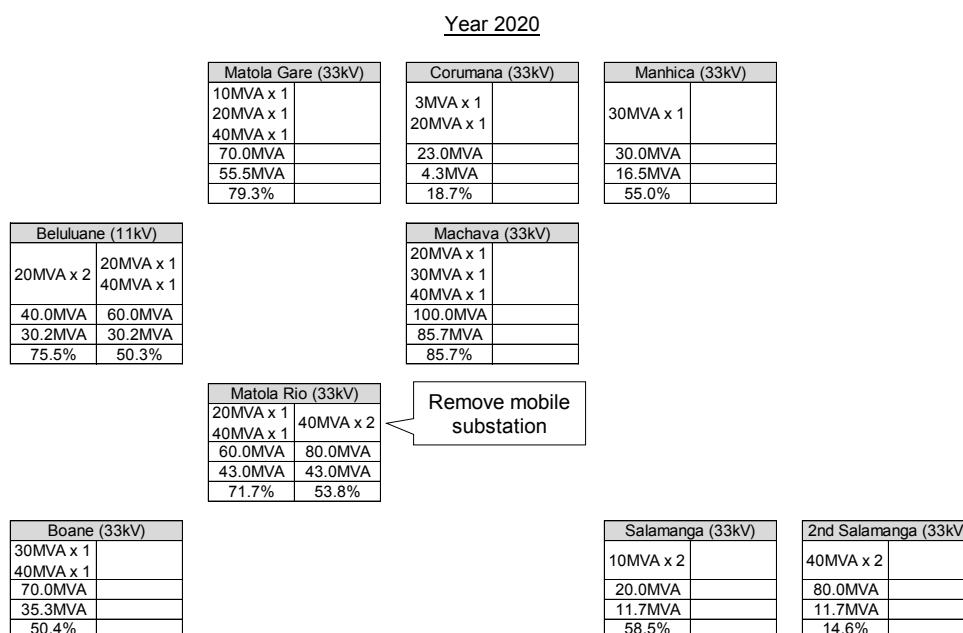 Year 2020
Matola Gare (33kV)
10MVA x 1
20MVA x 1
40MVA x 1
70.0MVA
55.5MVA
79.3%
Corumana (33kV)
3MVA x 1
20MVA x 1
23.0MVA
4.3MVA
18.7%
Manhica (33kV)
30MVA x 1
30.0MVA
16.5MVA
55.0%
Beluluane (11kV)
20MVA x 2
20MVA x 1
40MVA x 1
40.0MVA 60.0MVA
30.2MVA 30.2MVA
75.5% 50.3%
Machava (33kV)
20MVA x 1
30MVA x 1
40MVA x 1
100.0MVA
85.7MVA
85.7%
Matola Rio (33kV)
20MVA x 1
40MVA x 1
40MVA x 2
60.0MVA 80.0MVA
43.0MVA 43.0MVA
71.7% 53.8%
Remove mobile
substation
Boane (33kV)
30MVA x 1
40MVA x 1
70.0MVA
35.3MVA
50.4%
Salamanga (33kV)
10MVA x 2
20.0MVA
11.7MVA
58.5%
2nd Salamanga (33kV
40MVA x 2
80.0MVA
11.7MVA
14.6%